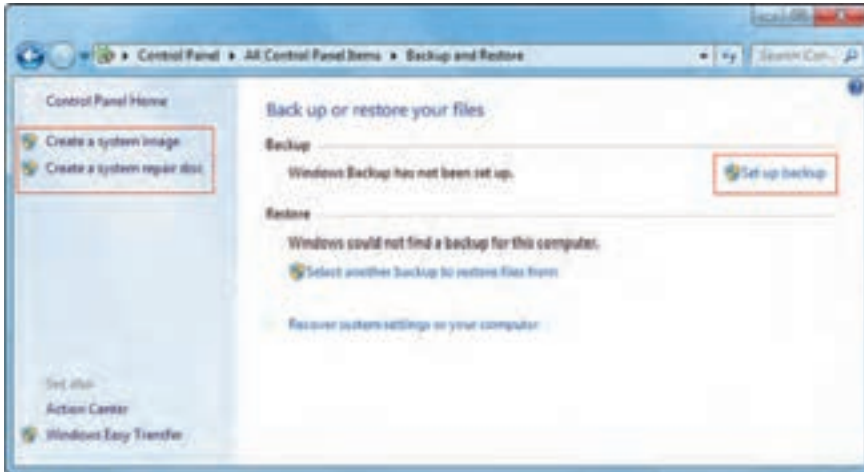 Control Panel ▸ All Control Panel Items ▸ Backup and Restore
Search Con...
Control Panel Home
Create a system image
Create a system repair disc
Back up or restore your files
Backup
Windows Backup has not been set up.
Set up backup
Restore
Windows could not find a backup for this computer.
Select another backup to restore files from
Recover system settings or your computer
See also
Action Center
Windows Easy Transfer